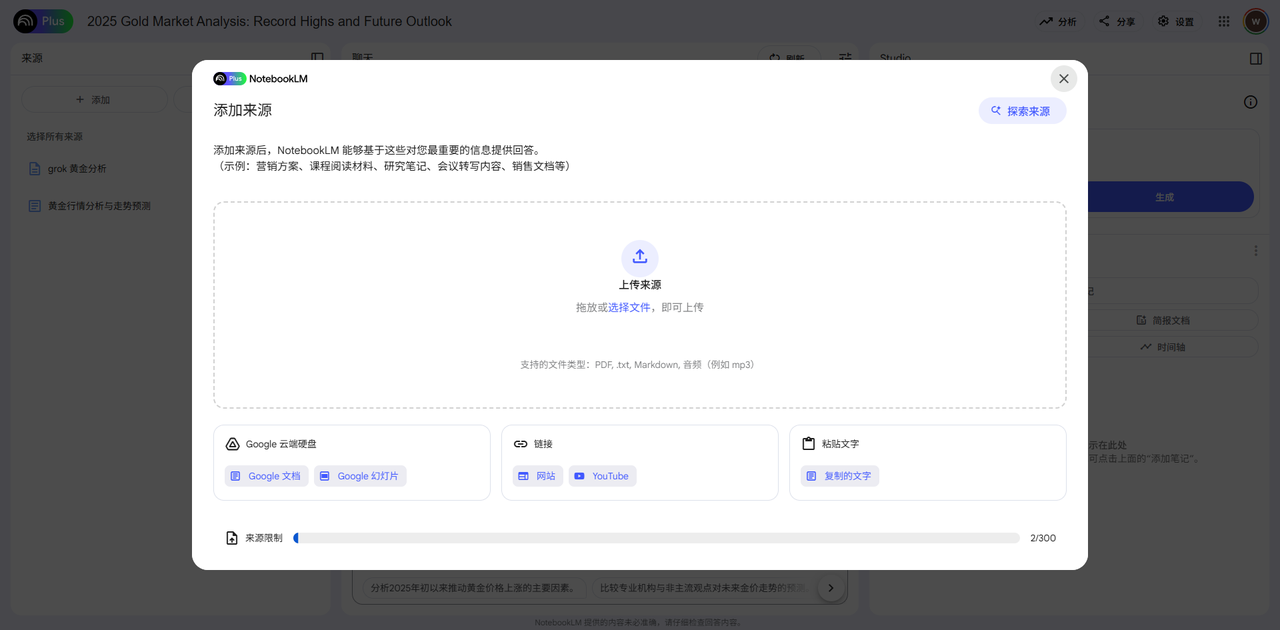 Plus
2025 Gold Market Analysis: Record Highs and Future Outlook
分析
分享
设置
W
来源
聊天
刷新
Studio
Plus NotebookLM
添加来源
探索来源
添加
选择所有来源
grok 黄金分析
黄金行情分析与走势预测
添加来源后，NotebookLM 能够基于这些对您最重要的信息提供回答。
（示例：营销方案、课程阅读材料、研究笔记、会议转写内容、销售文档等）
生成
上传来源
拖放或选择文件，即可上传
支持的文件类型：PDF, .txt, Markdown, 音频（例如 mp3）
简报文档
时间轴
Google 云端硬盘
Google 文档
Google 幻灯片
链接
网站
YouTube
粘贴文字
复制的文字
示在此处
可点击上面的“添加笔记”。
来源限制
2/300
分析2025年初以来推动黄金价格上涨的主要因素。
比较专业机构与非主流观点对未来金价走势的预测
NotebookLM 提供的内容未必准确，请仔细检查回答内容。